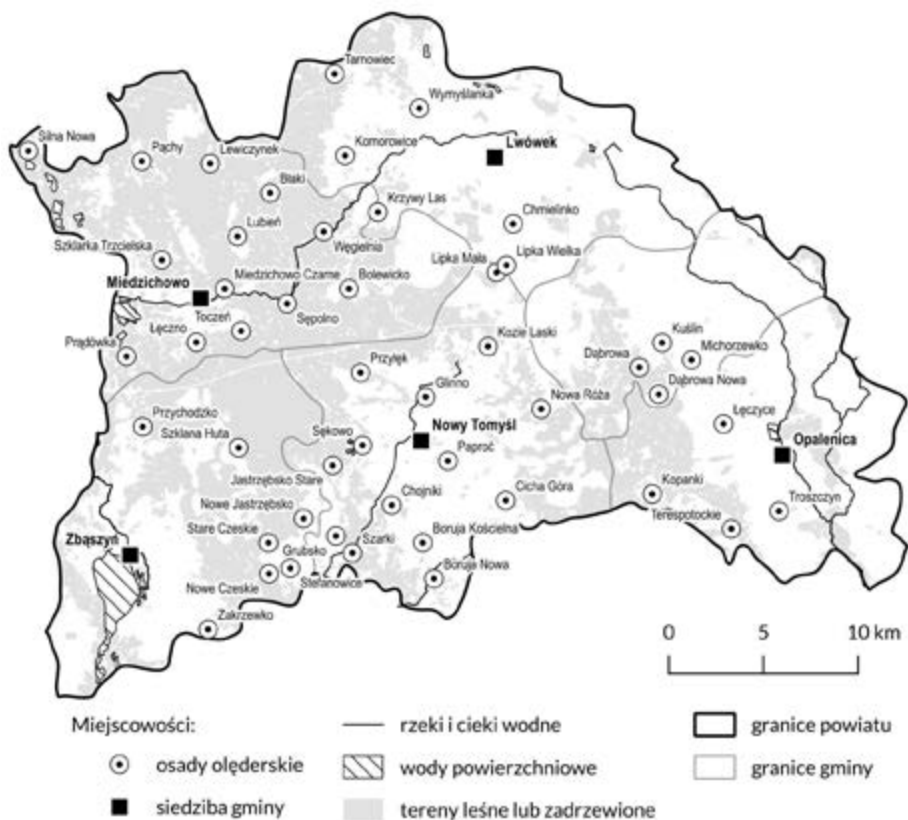 Tarnowiec
Wymyślanka
Silna Nowa
Pąchy
Lewiczynek
Komorowice
Lwówek
Błaki
Krzywy Las
Chmielinko
Lubień
Węgielnia
Szklarka Trzcielska
Lipka Mała
Lipka Wielka
Miedzichowo
Miedzichowo Czarne
Bolewicko
Sępolno
Toczeń
Łęczno
Prądówka
Kozie Laski
Kuślin
Michorzewko
Dąbrowa
Dąbrowa Nowa
Przyłęk
Glinno
Nowa Róża
Przychodzko
Szklana Huta
Sękowo
Nowy Tomyśl
Paproć
Łęczyce
Opalenica
Jastrzębsko Stare
Nowe Jastrzębsko
Chojniki
Cicha Góra
Kopanki
Troszczyn
Terespotockie
Stare Czeskie
Szarki
Boruja Kościelna
Zbąszyń
Grubsko
Nowe Czeskie
Stefanowice
Boruja Nowa
Zakrzewko
0 5 10 km
Miejscowości:
osady olęderskie
siedziba gminy
rzeki i cieki wodne
wody powierzchniowe
tereny leśne lub zadrzewione
granice powiatu
granice gminy